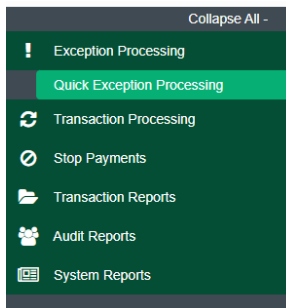 Collapse All -
Exception Processing
Quick Exception Processing
Transaction Processing
Stop Payments
Transaction Reports
Audit Reports
System Reports